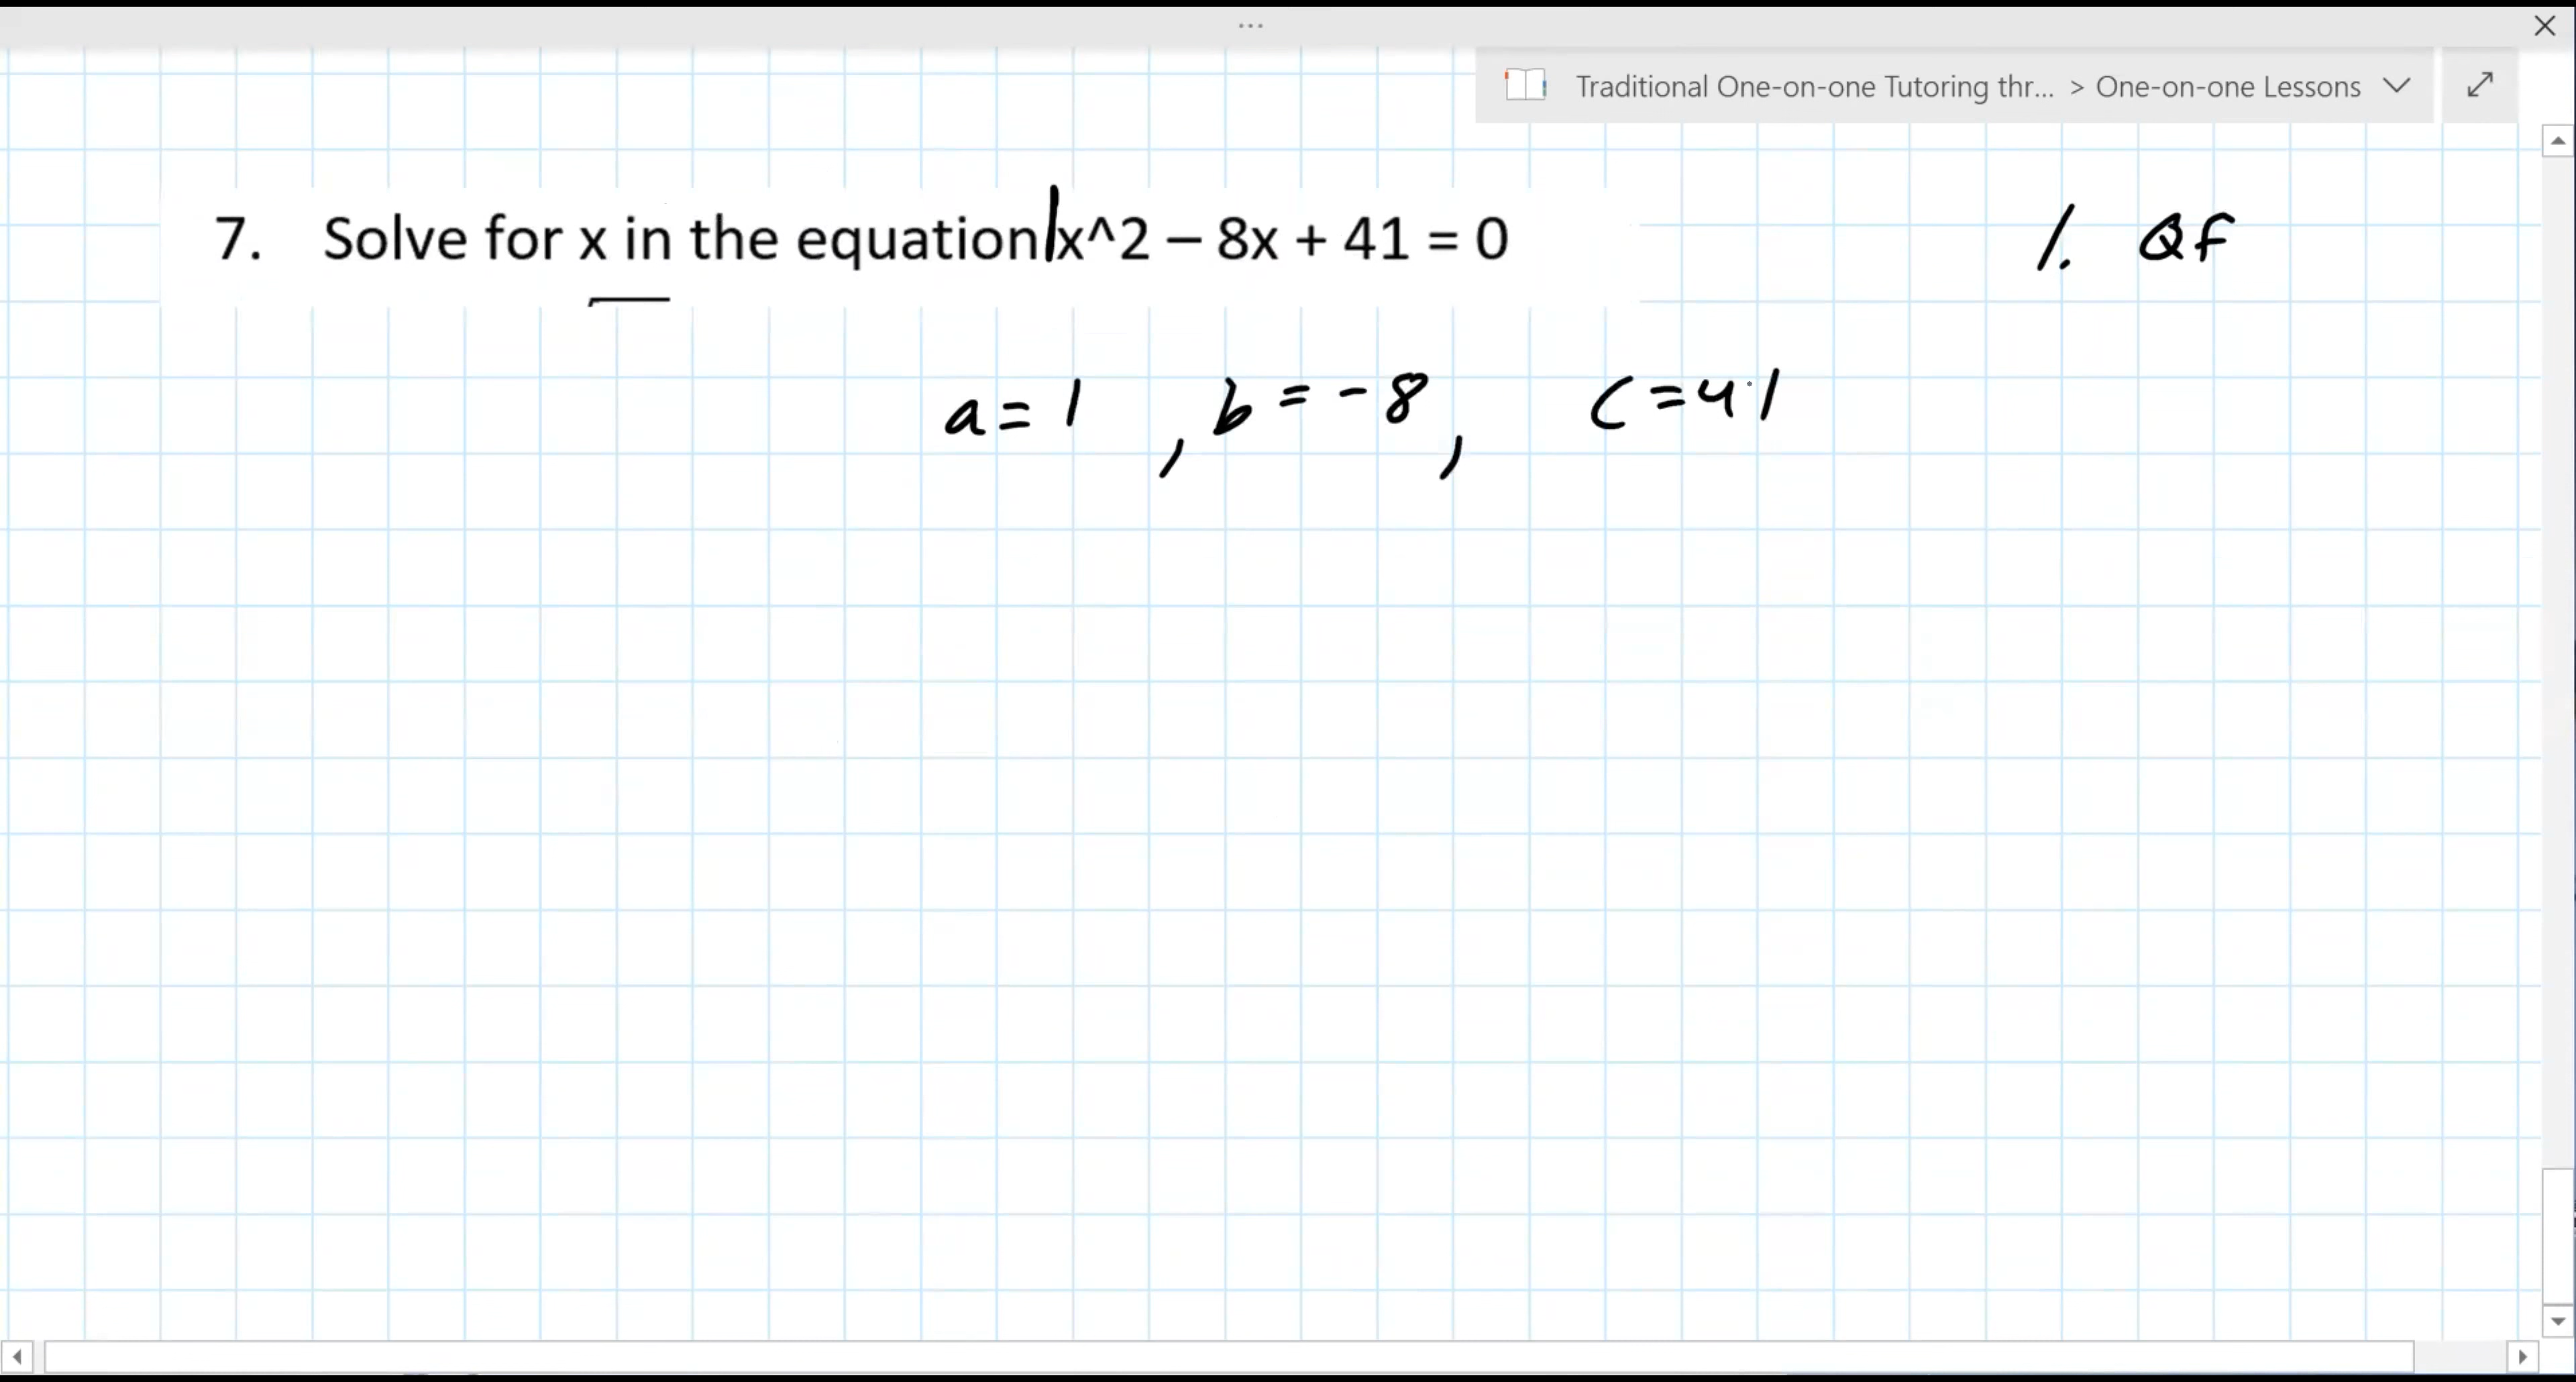 Traditional One-on-one Tutoring thr... > One-on-one Lessons
7. Solve for x in the equation 1x^2 – 8x + 41 = 0
1. QF
a = 1 , b = -8 , c = 41